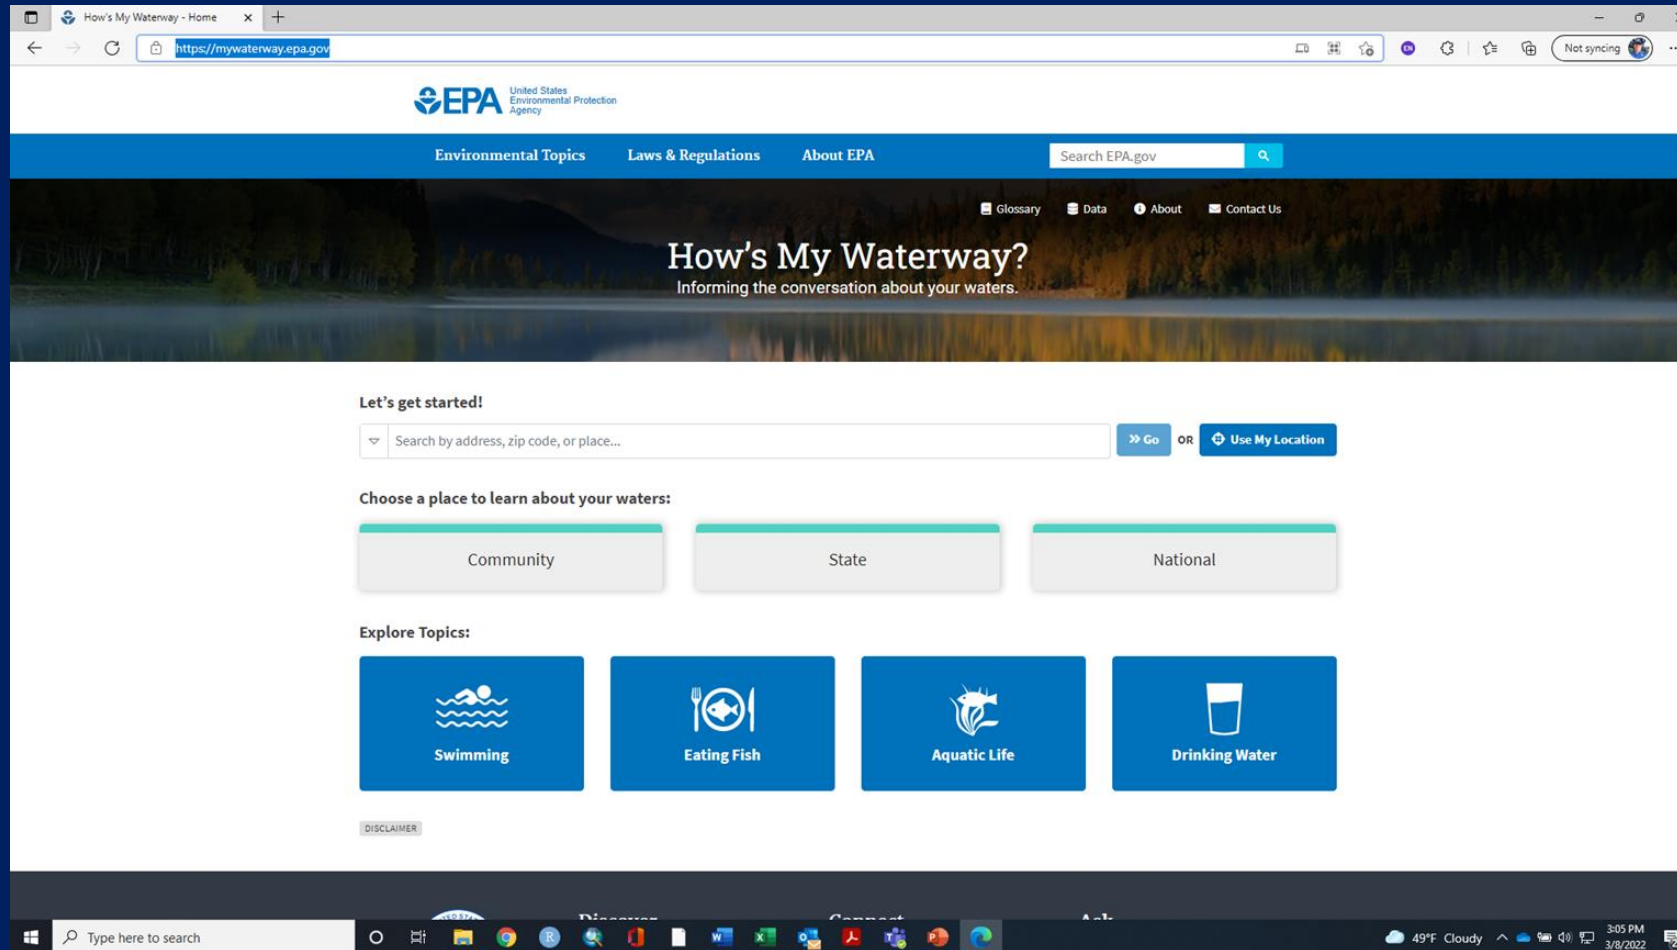 How's My Waterway - Home
https://mywaterway.epa.gov
EN
Not syncing
EPA
United States
Environmental Protection
Agency
Environmental Topics Laws & Regulations About EPA Search EPA.gov
Glossary Data About Contact Us
How's My Waterway?
Informing the conversation about your waters.
Let's get started!
Search by address, zip code, or place... Go OR Use My Location
Choose a place to learn about your waters:
Community State National
Explore Topics:
Swimming Eating Fish Aquatic Life Drinking Water
DISCLAIMER
Discover Connect Ask
Type here to search
49°F Cloudy
3:05 PM
3/8/2022